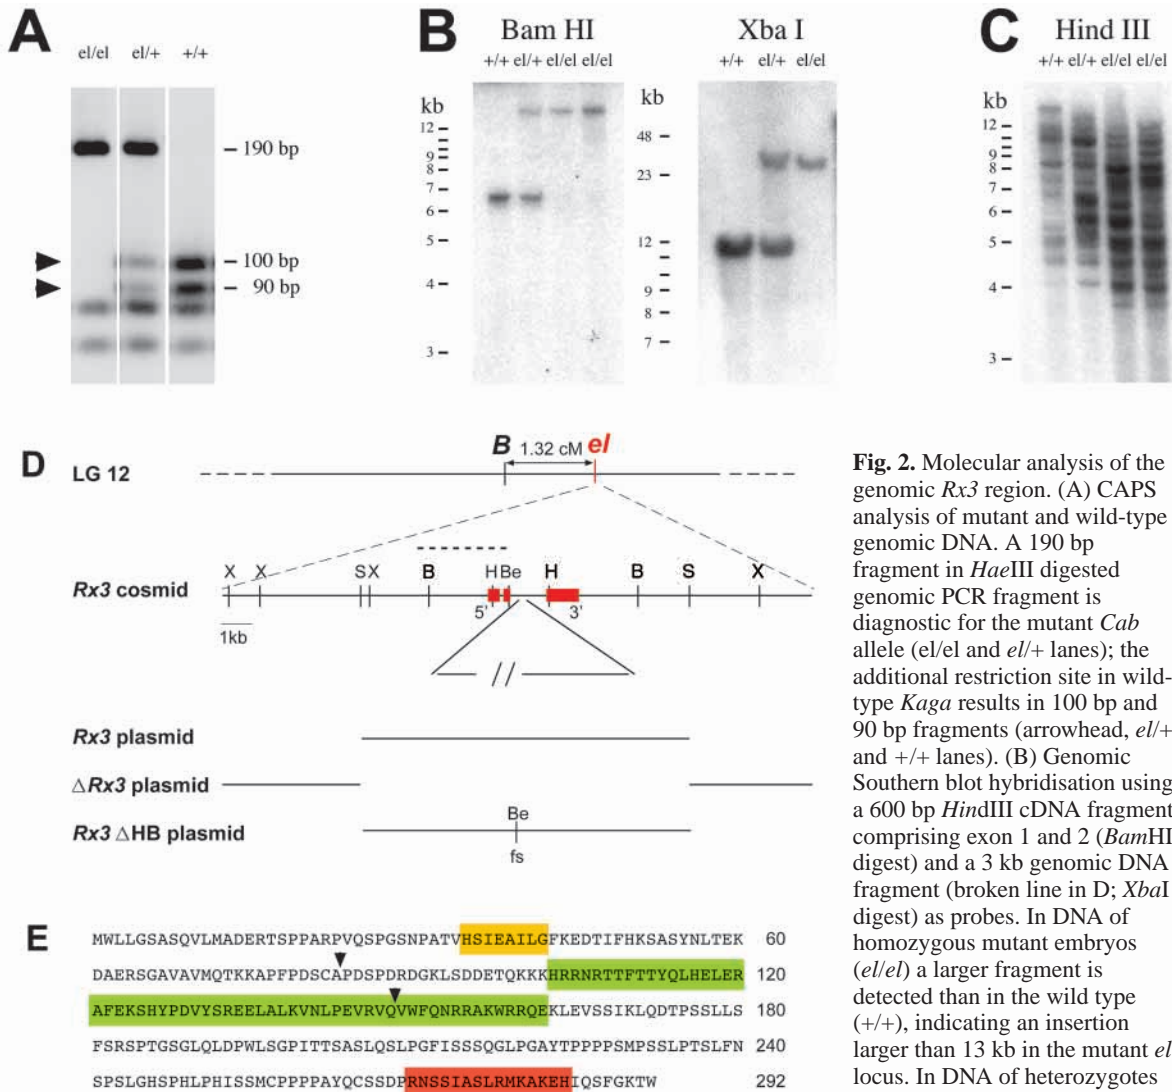 A
el/el el/+ +/+
190 bp
100 bp
90 bp
B
Bam HI
+/+ el/+ el/el el/el
kb
12
9
8
7
6
5
4
3
Xba I
+/+ el/+ el/el
kb
48
23
12
9
8
7
C
Hind III
+/+ el/+ el/el el/el
kb
12
9
8
7
6
5
4
3
D
LG 12
B 1.32 cM el
Rx3 cosmid
X X S X B H Be H B S X
5' 3'
1kb
Rx3 plasmid
ΔRx3 plasmid
Rx3 ΔHB plasmid
Be
fs
E
MWLLGSASQVLMADERTSPPARPVQSPGSNPATVHSIEAILGFKEDTIFHKSASYNLTEK 60
DAERSGAVAVMQTKKAPFPDSCAPDSPDRDGKLSDDETQKKKHRRNRTTFTTYQLHELER 120
AFEKSHYPDVYSREELALKVNLPEVRVQVWFQNRRAKWRRQEKLEVSSIKLQDTPSSLLS 180
FSRSPTGSGLQLDPWLSGPITTSASLQSLPGFISSSQGLPGAYTPPPPSMPSSLPTSLFN 240
SPSLGHSPHLPHISSMCPPPPAYQCSSDPRNSSIASLRMKAKEHIQSFGKTW 292
Fig. 2. Molecular analysis of the
genomic Rx3 region. (A) CAPS
analysis of mutant and wild-type
genomic DNA. A 190 bp
fragment in HaeIII digested
genomic PCR fragment is
diagnostic for the mutant Cab
allele (el/el and el/+ lanes); the
additional restriction site in wild-
type Kaga results in 100 bp and
90 bp fragments (arrowhead, el/+
and +/+ lanes). (B) Genomic
Southern blot hybridisation using
a 600 bp HindIII cDNA fragment
comprising exon 1 and 2 (BamHI
digest) and a 3 kb genomic DNA
fragment (broken line in D; XbaI
digest) as probes. In DNA of
homozygous mutant embryos
(el/el) a larger fragment is
detected than in the wild type
(+/+), indicating an insertion
larger than 13 kb in the mutant el
locus. In DNA of heterozygotes